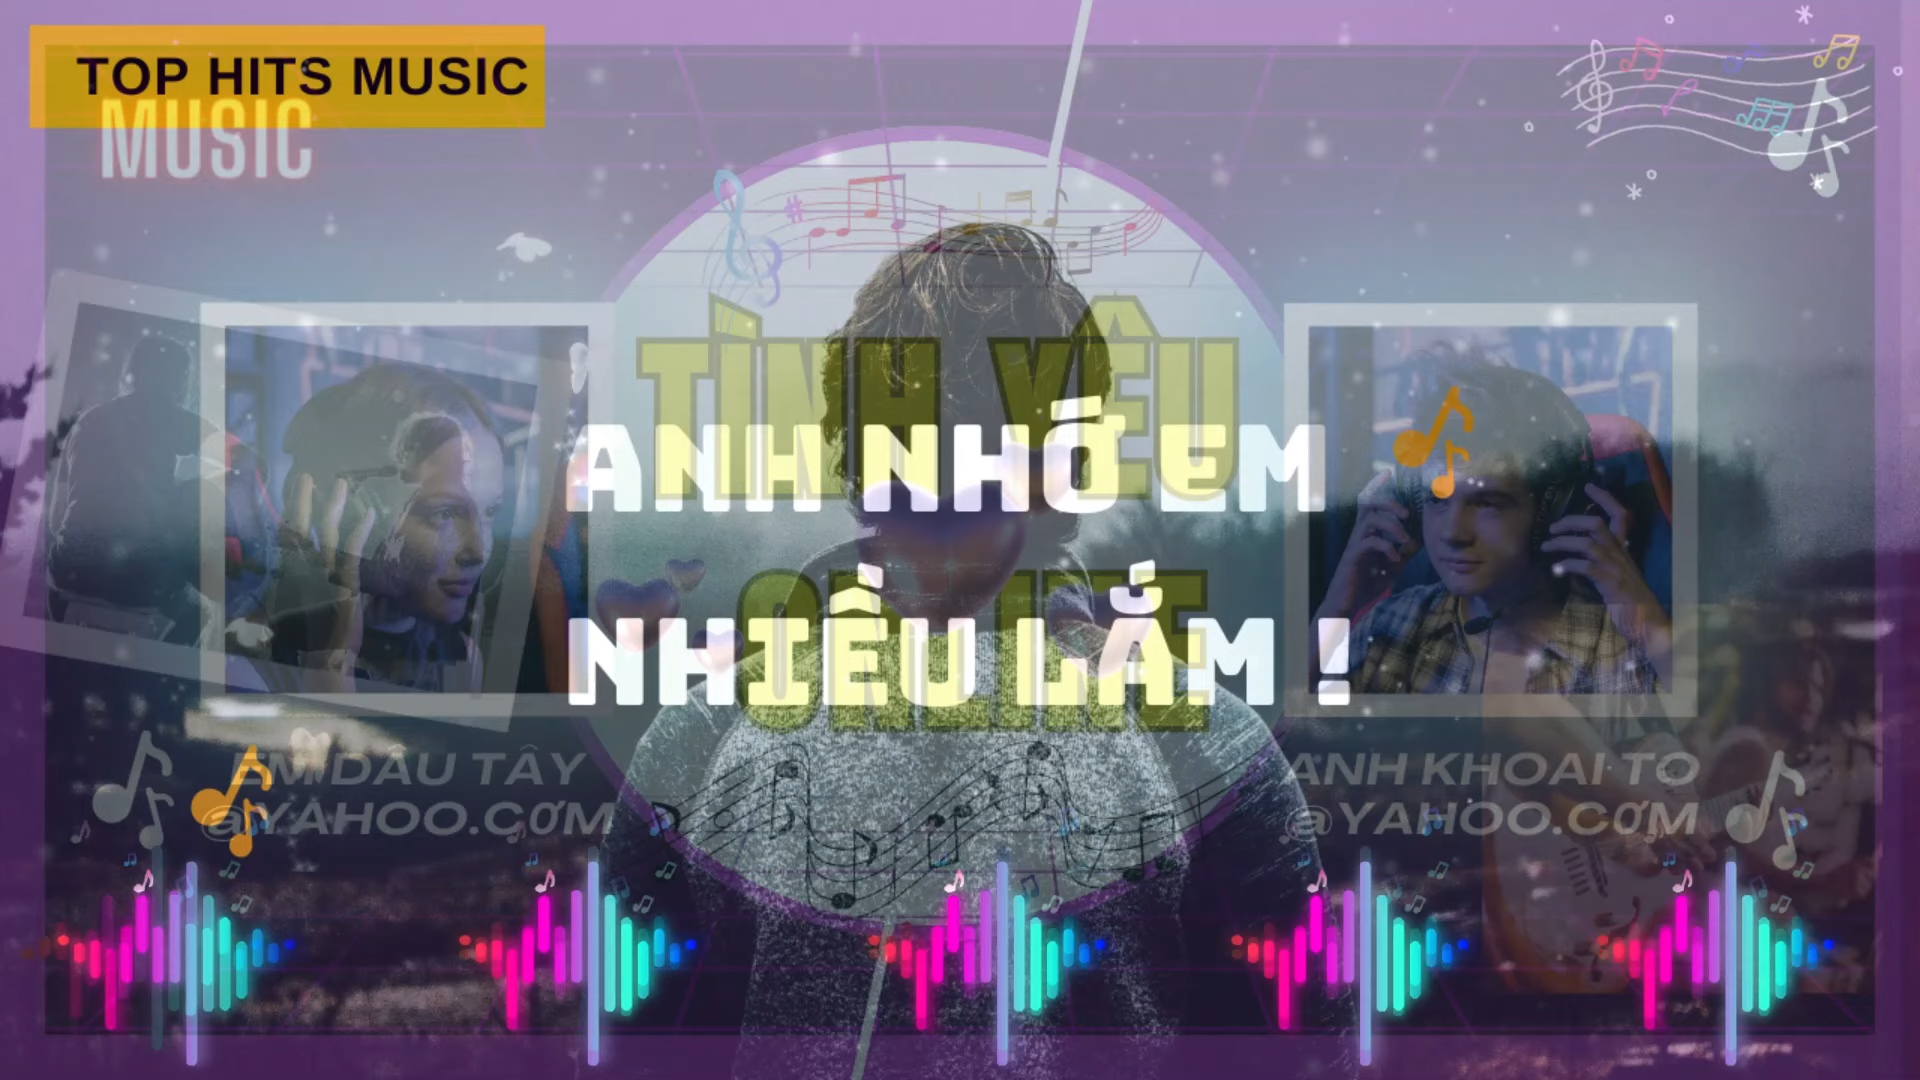 TOP HITS MUSIC
MUSIC
TÌNH YÊU
ANH NHỚ EM
ONLINE
NHIỀU LẮM !
EM DÂU TÂY
@YAHOO.CƠM
ANH KHOAI TO
@YAHOO.CƠM